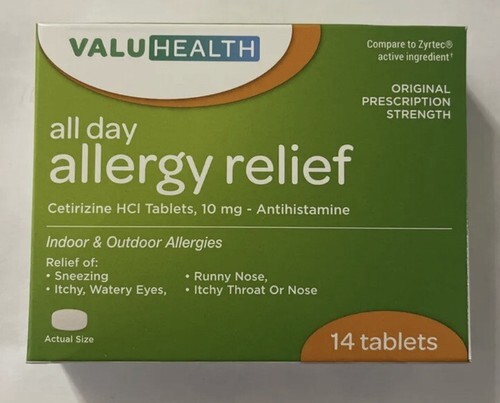 VALUHEALTH
Compare to Zyrtec®
active ingredient†
ORIGINAL
PRESCRIPTION
STRENGTH
all day
allergy relief
Cetirizine HCl Tablets, 10 mg - Antihistamine
Indoor & Outdoor Allergies
Relief of:
• Sneezing
• Itchy, Watery Eyes,
• Runny Nose,
• Itchy Throat Or Nose
Actual Size
14 tablets